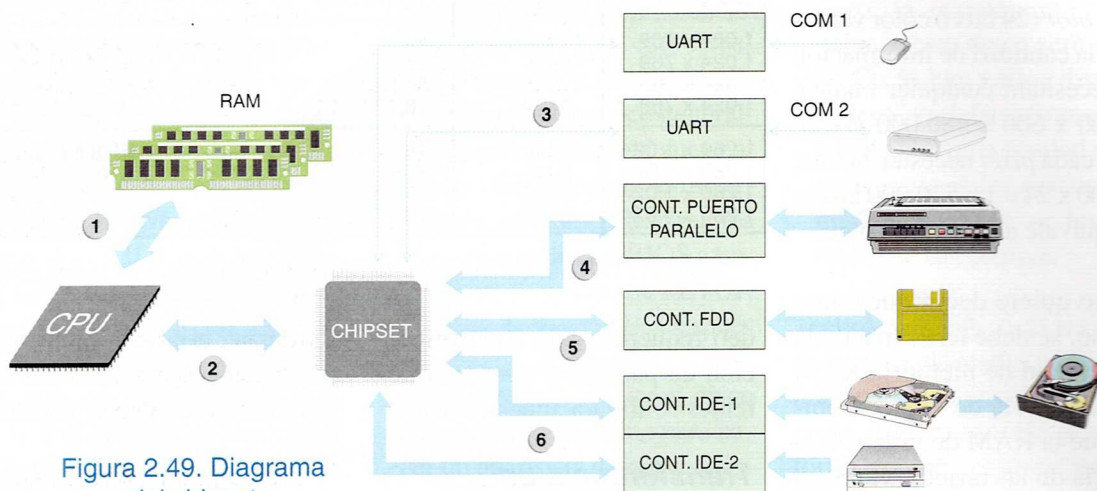 COM 1
UART
RAM
3
COM 2
UART
1
CONT. PUERTO
PARALELO
4
CPU
CHIPSET
2
5
CONT. FDD
CONT. IDE-1
6
CONT. IDE-2
Figura 2.49. Diagrama